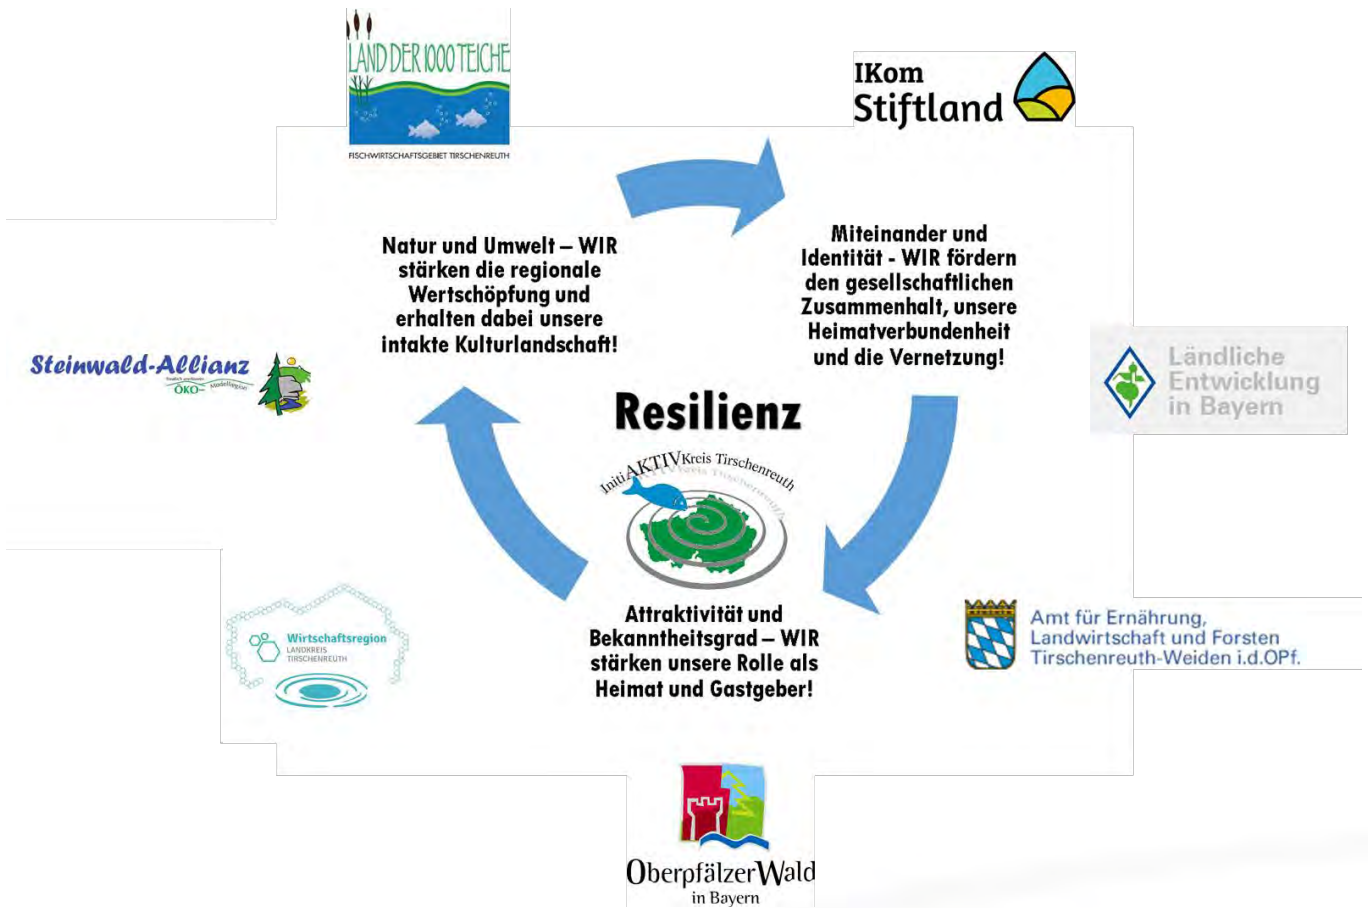 LAND DER 1000 TEICHE
FISCHWIRTSCHAFTSGEBIET TIRSCHENREUTH
IKom
Stiftland
Natur und Umwelt – WIR
stärken die regionale
Wertschöpfung und
erhalten dabei unsere
intakte Kulturlandschaft!
Miteinander und
Identität - WIR fördern
den gesellschaftlichen
Zusammenhalt, unsere
Heimatverbundenheit
und die Vernetzung!
Steinwald-Allianz
ÖKO-Modellregion
Ländliche
Entwicklung
in Bayern
Resilienz
InitiAKTIVKreis Tirschenreuth
Attraktivität und
Bekanntheitsgrad – WIR
stärken unsere Rolle als
Heimat und Gastgeber!
Wirtschaftsregion
LANDKREIS
TIRSCHENREUTH
Amt für Ernährung,
Landwirtschaft und Forsten
Tirschenreuth-Weiden i.d.OPf.
OberpfälzerWald
in Bayern